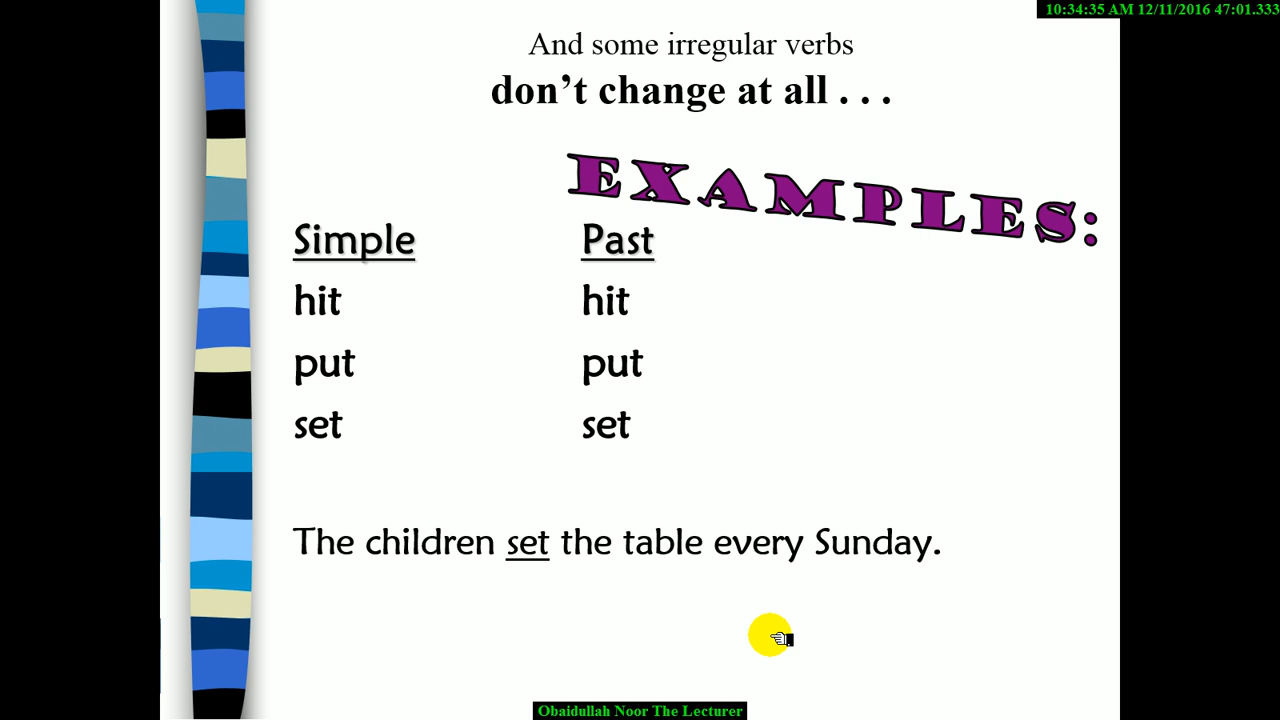 10:34:35 AM 12/11/2016 47:01.333
And some irregular verbs
don’t change at all . . .
EXAMPLES:
Simple Past
hit hit
put put
set set
The children set the table every Sunday.
Obaidullah Noor The Lecturer